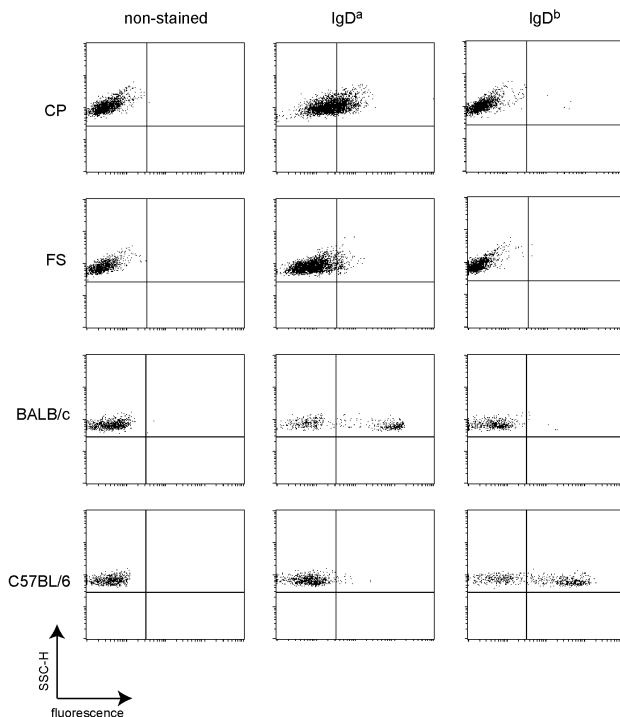 non-stained IgDᵃ IgDᵇ
CP
FS
BALB/c
C57BL/6
SSC-H
fluorescence